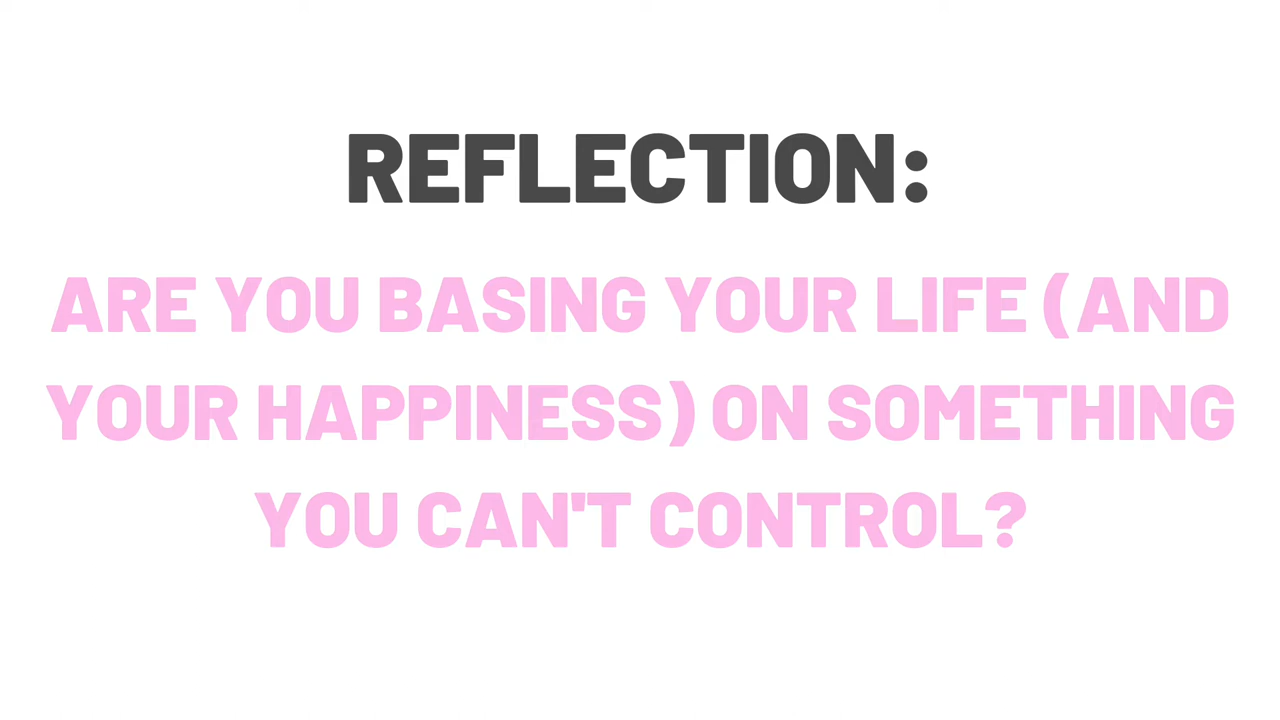 REFLECTION:
ARE YOU BASING YOUR LIFE (AND
YOUR HAPPINESS) ON SOMETHING
YOU CAN'T CONTROL?